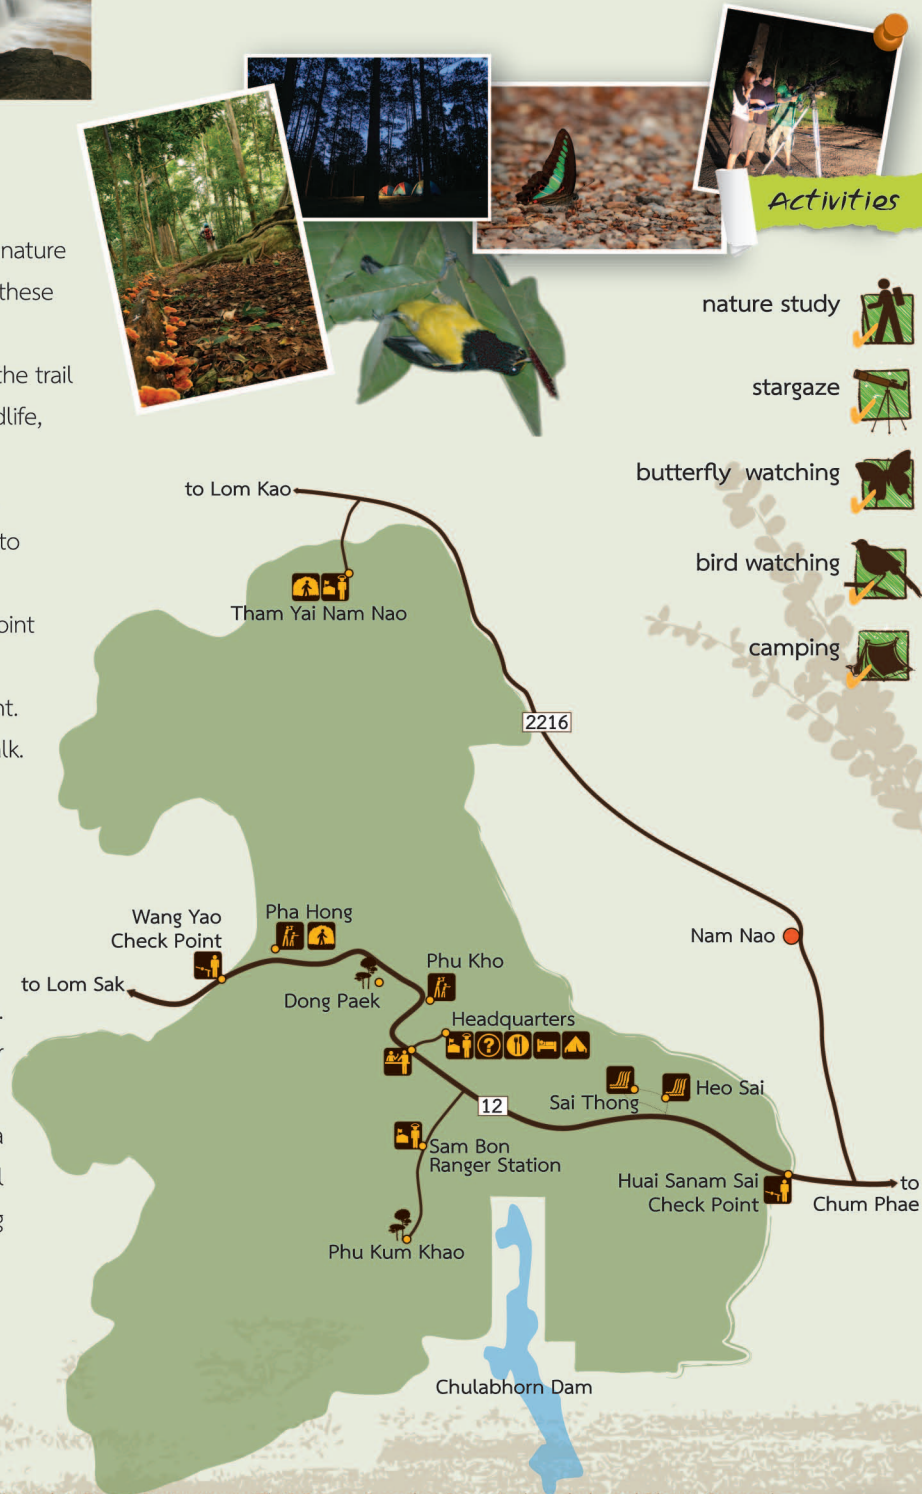 Activities
nature
these
the trail
dlife,
to
oint
nt.
alk.
r
a
l
g
nature study
stargaze
butterfly watching
bird watching
camping
to Lom Kao
Tham Yai Nam Nao
2216
Nam Nao
Wang Yao
Check Point
Pha Hong
to Lom Sak
Dong Paek
Phu Kho
Headquarters
?
12
Sai Thong
Heo Sai
Sam Bon
Ranger Station
Huai Sanam Sai
Check Point
to
Chum Phae
Phu Kum Khao
Chulabhorn Dam